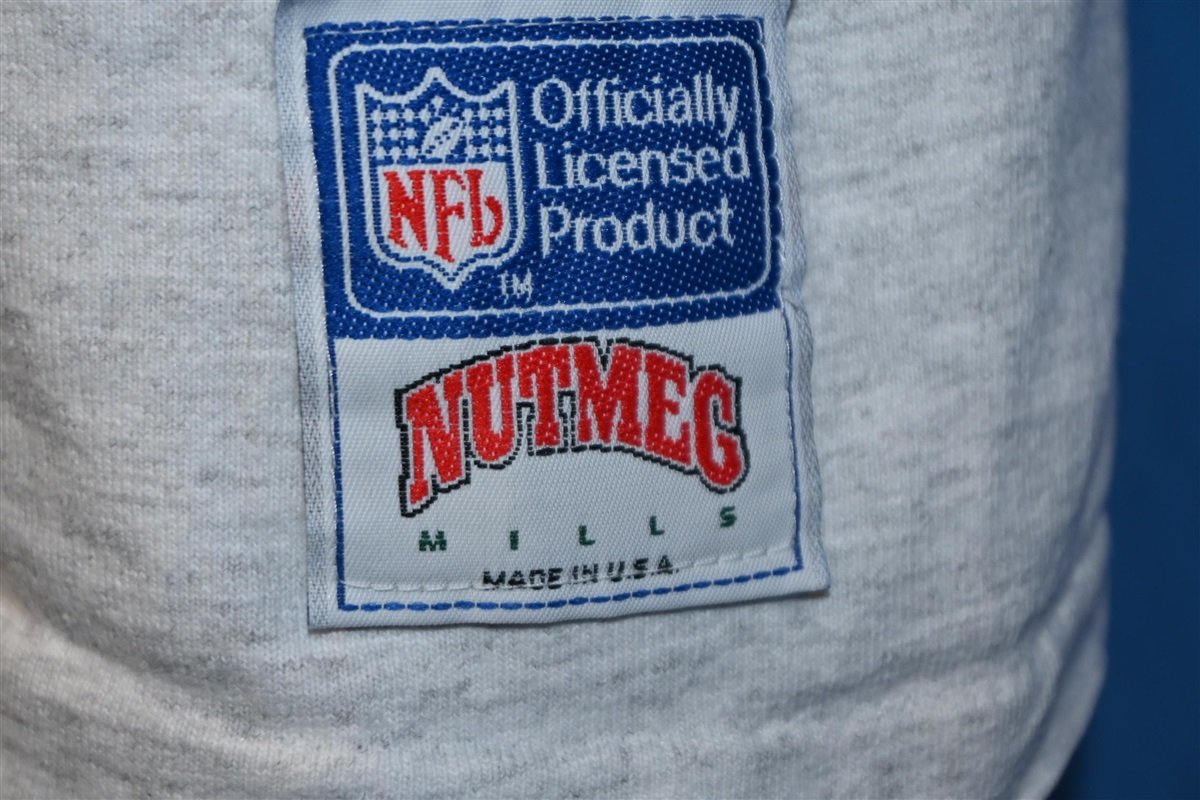 NFL
Officially
Licensed
Product
TM
NUTMEG
MILLS
MADE IN U.S.A.